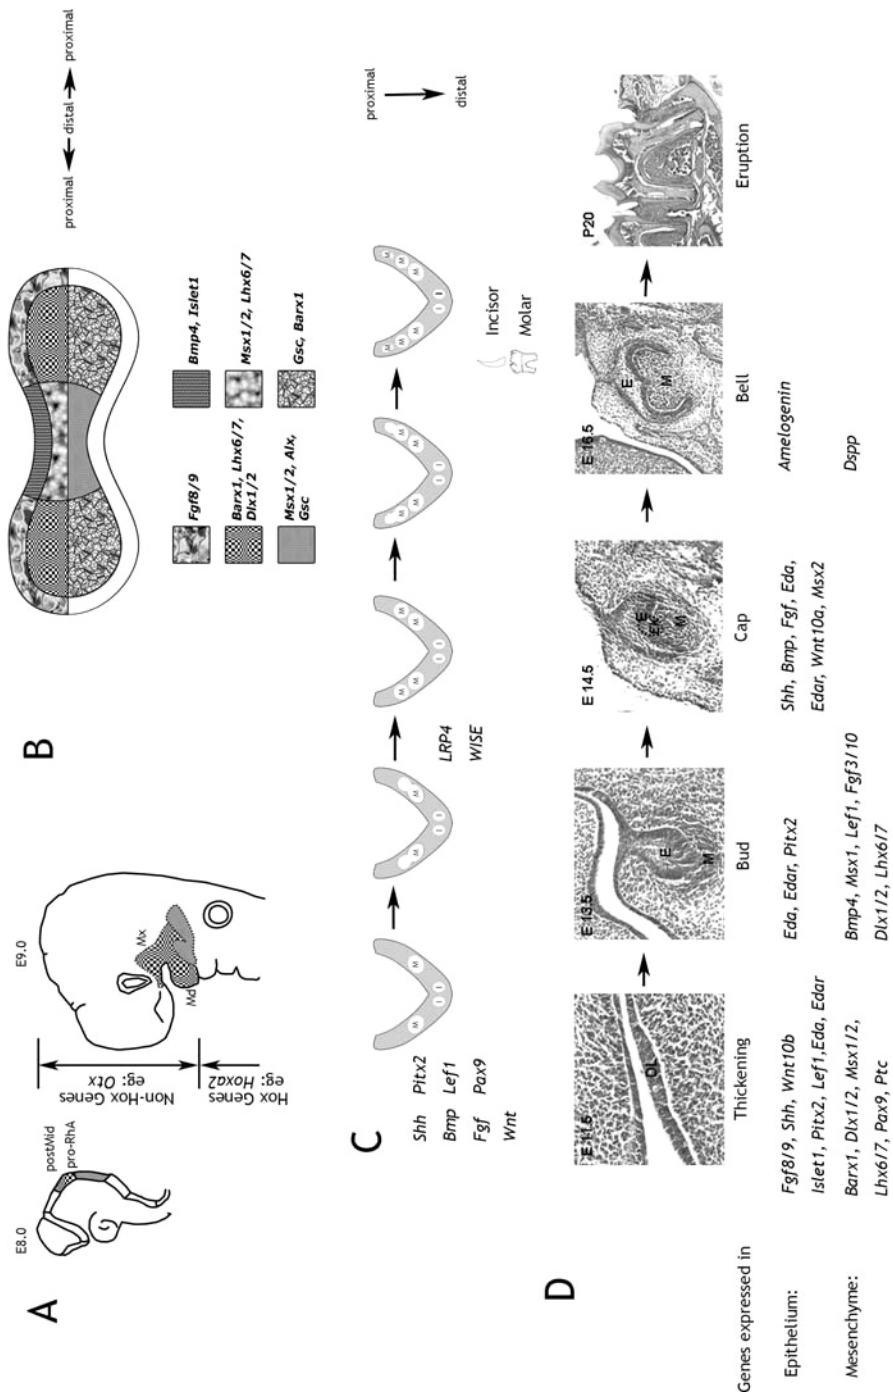 A
E8.0
postMid
pro-RhA
E9.0
Non-Hox Genes
eg: Otx
Hox Genes
eg: Hoxa2
Mx
Md
B
proximal
distal
proximal
Fgf8/9
Barx1, Lhx6/7,
Dlx1/2
Msx1/2, Alx,
Gsc
Bmp4, Islet1
Msx1/2, Lhx6/7
Gsc, Barx1
C
Shh Pitx2
Bmp Lef1
Fgf Pax9
Wnt
I I
M M
I I
M M
M M
I I
LRP4
WISE
M M
M M
I I
M M
M M
M M
I I
proximal
distal
Incisor
Molar
D
E 11.5
OL
E 13.5
E
M
E 14.5
E
EK
M
E 16.5
E
M
P20
Thickening
Bud
Cap
Bell
Eruption
Genes expressed in
Epithelium:
Fgf8/9, Shh, Wnt10b
Islet1, Pitx2, Lef1,Eda, Edar
Eda, Edar, Pitx2
Shh, Bmp, Fgf, Eda,
Edar, Wnt10a, Msx2
Amelogenin
Mesenchyme:
Barx1, Dlx1/2, Msx1/2,
Lhx6/7, Pax9, Ptc
Bmp4, Msx1, Lef1, Fgf3/10
Dlx1/2, Lhx6/7
Dspp